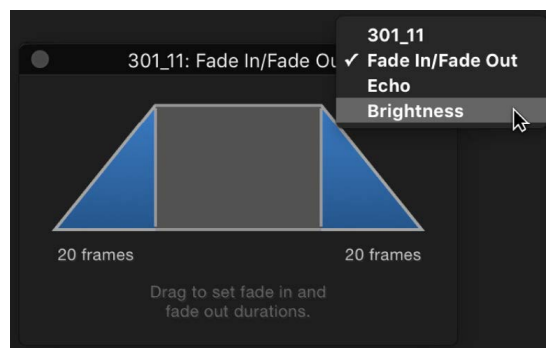 301_11
✓ Fade In/Fade Out
Echo
Brightness
301_11: Fade In/Fade Ou
20 frames
20 frames
Drag to set fade in and
fade out durations.